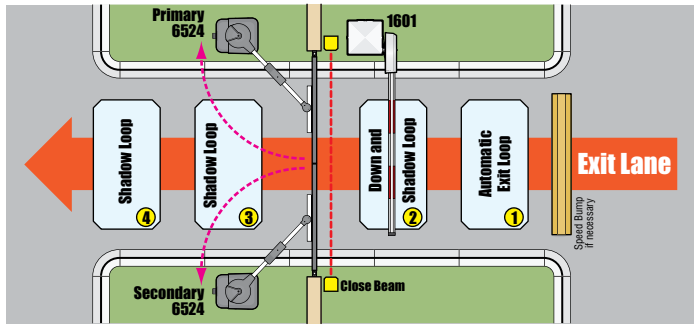 Primary
6524
1601
Shadow Loop
4
Shadow Loop
3
Down and
Shadow Loop
2
Automatic
Exit Loop
1
Exit Lane
Speed Bump
if necessary
Secondary
6524
Close Beam